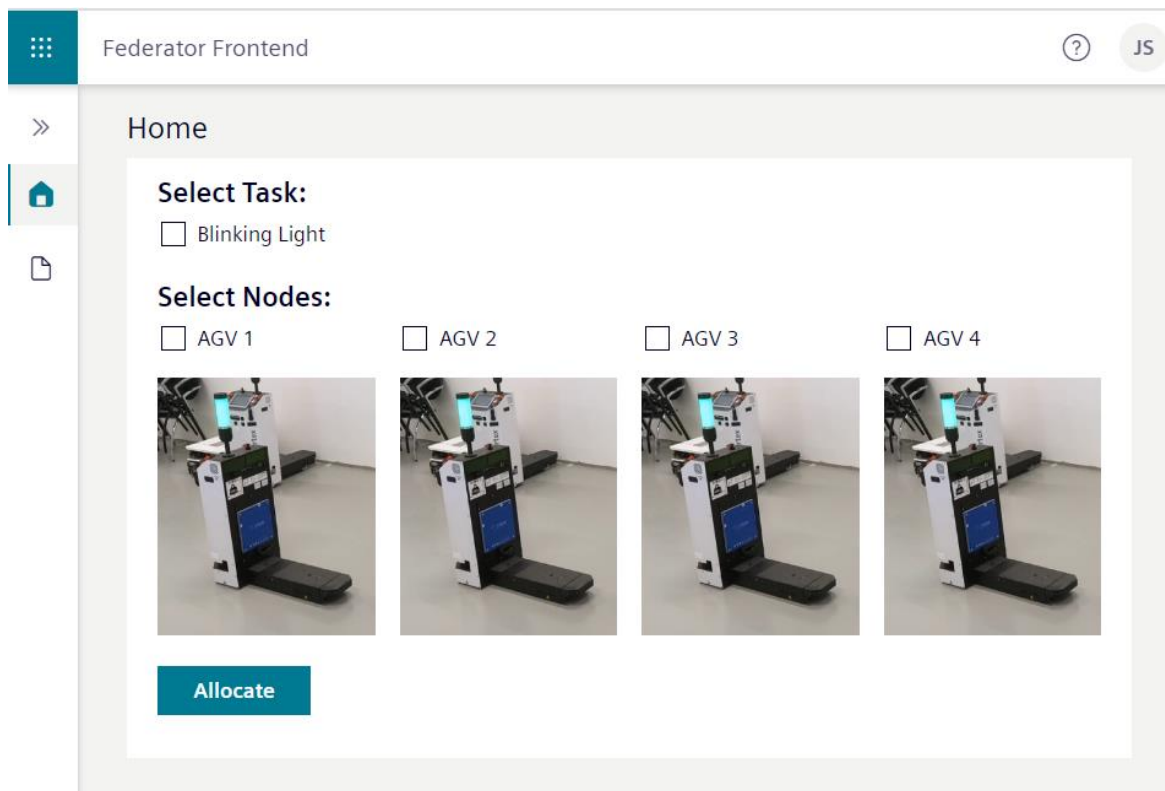 Federator Frontend
?
JS
Home
Select Task:
Blinking Light
Select Nodes:
AGV 1
AGV 2
AGV 3
AGV 4
Allocate